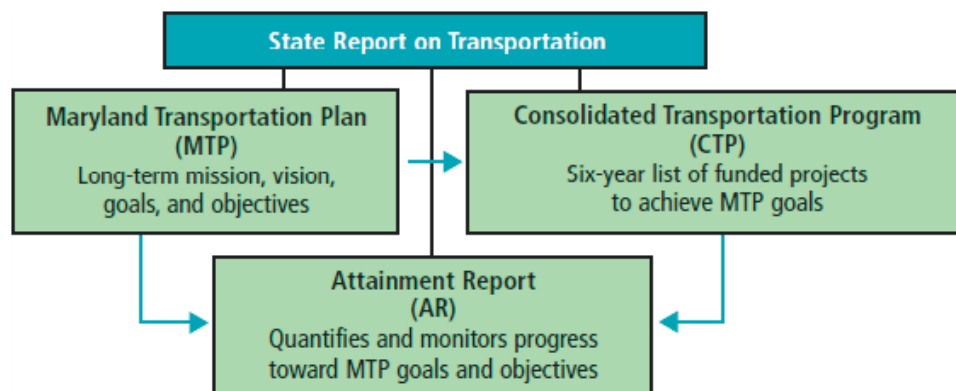 State Report on Transportation
Maryland Transportation Plan
(MTP)
Long-term mission, vision,
goals, and objectives
Consolidated Transportation Program
(CTP)
Six-year list of funded projects
to achieve MTP goals
Attainment Report
(AR)
Quantifies and monitors progress
toward MTP goals and objectives